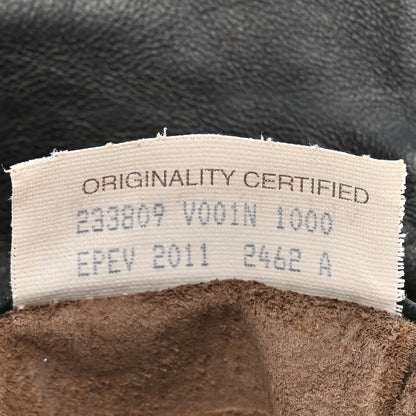 ORIGINALITY CERTIFIED
233809 V001N 1000
EPEV 2011 2462 A